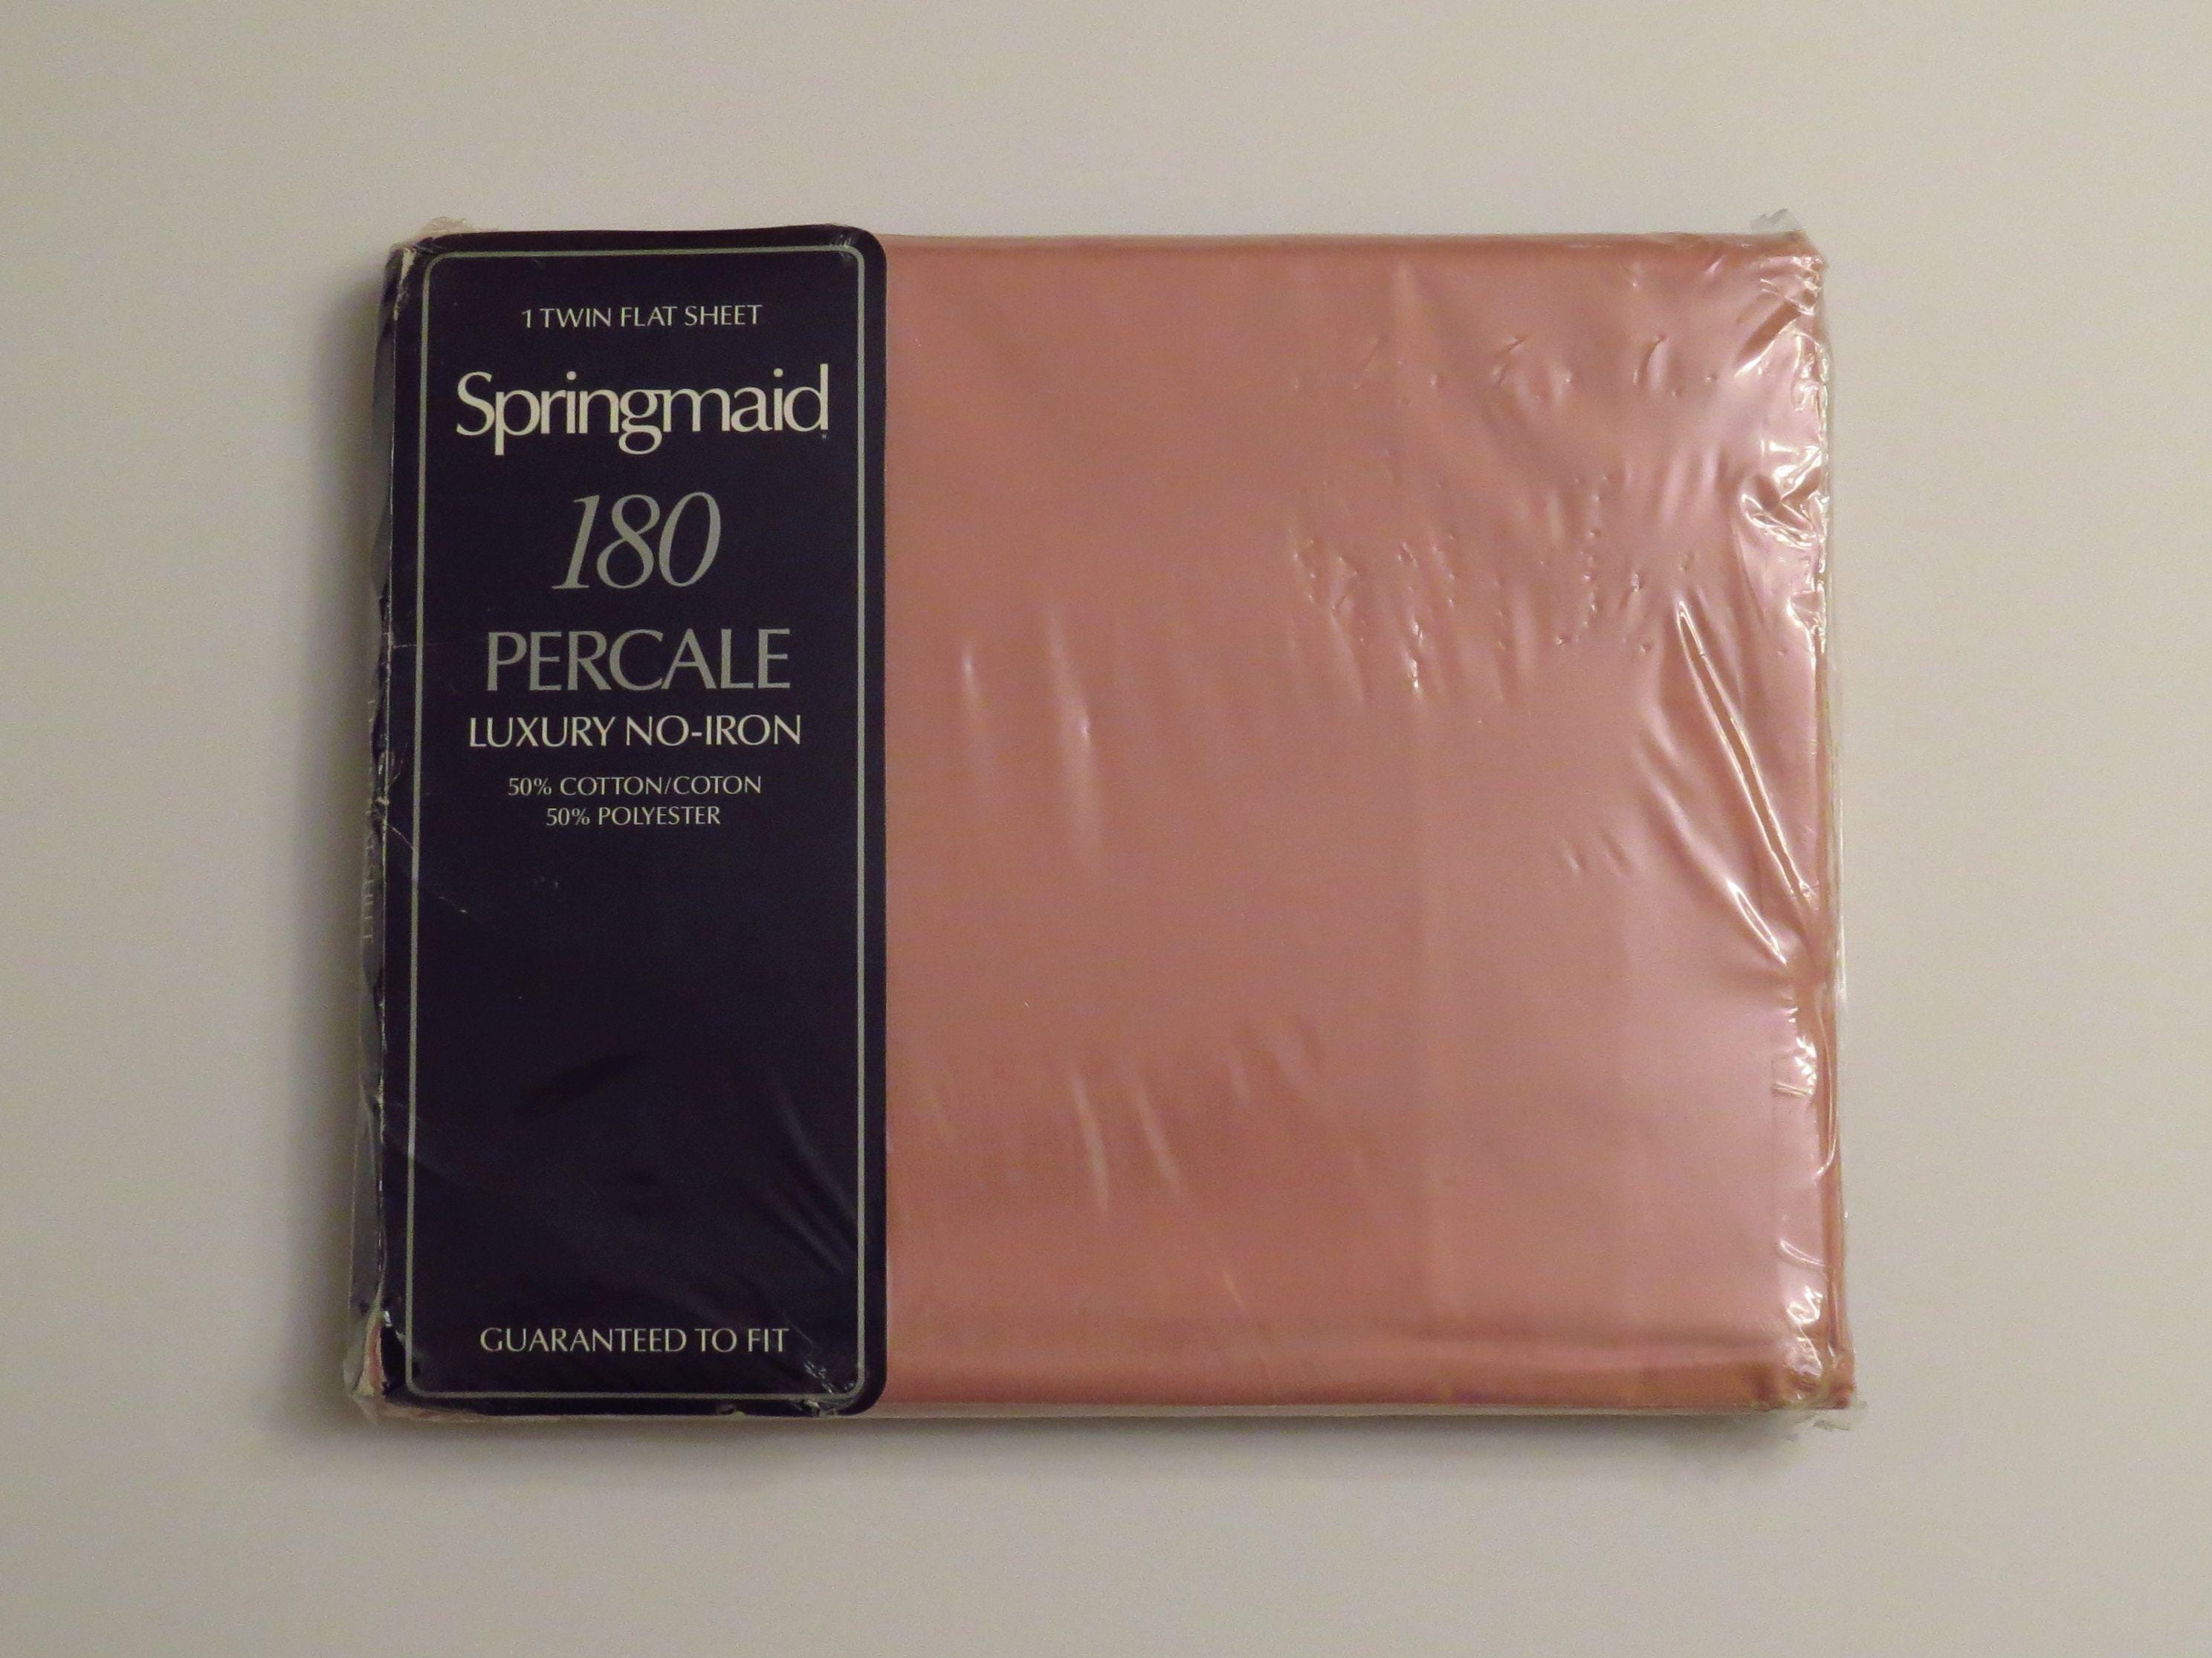 1 TWIN FLAT SHEET
Springmaid
180
PERCALE
LUXURY NO-IRON
50% COTTON/COTON
50% POLYESTER
GUARANTEED TO FIT